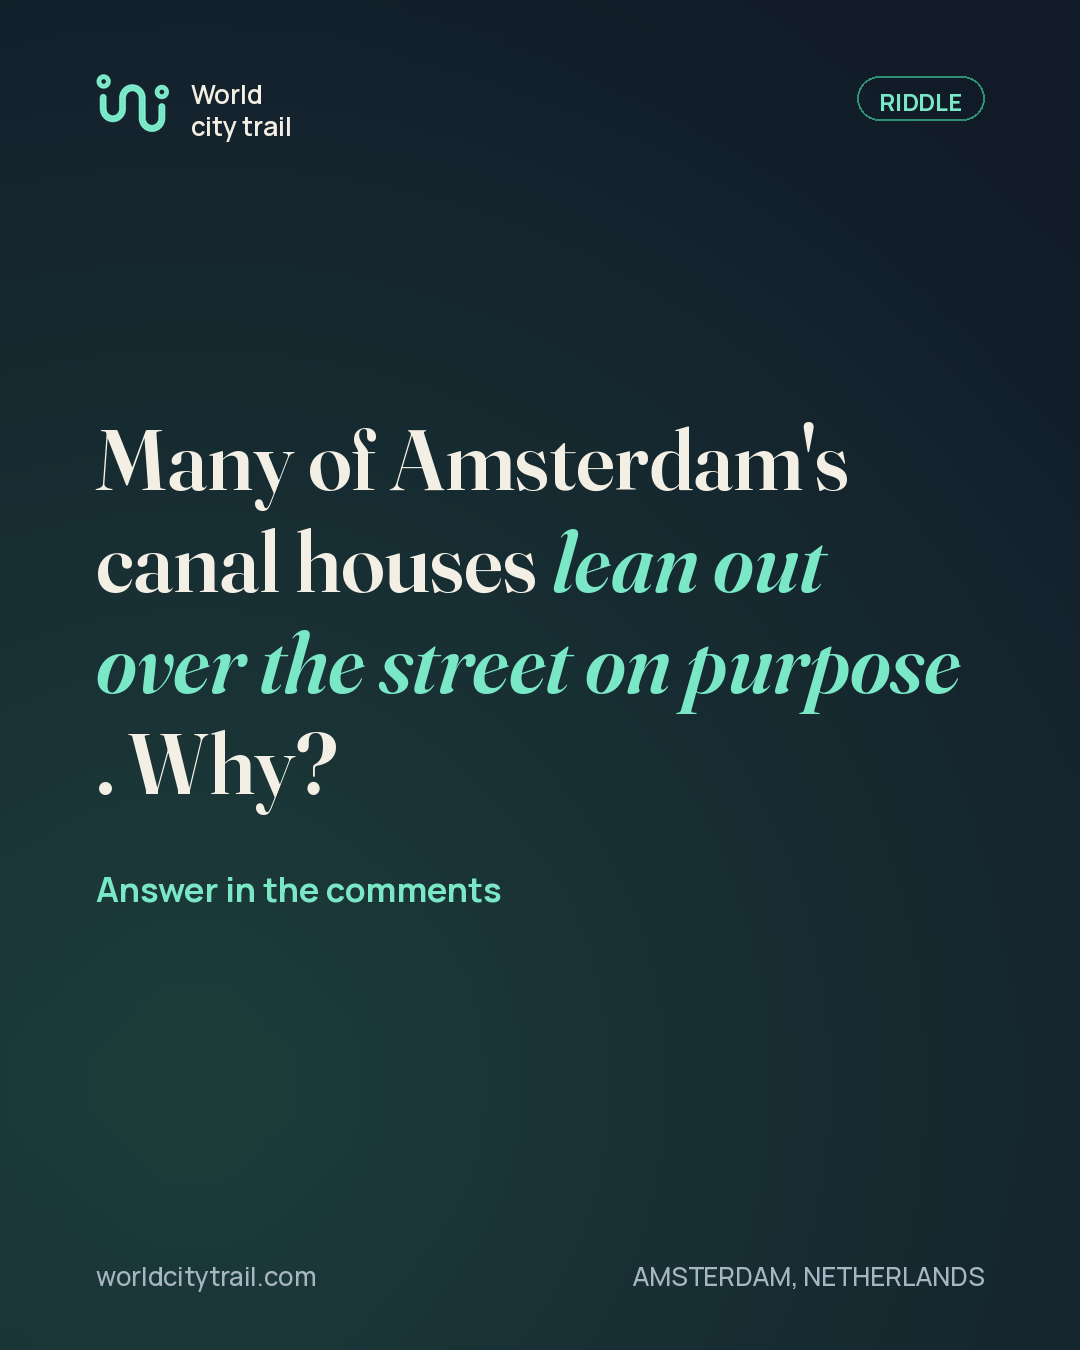 World
city trail
RIDDLE
Many of Amsterdam's
canal houses lean out
over the street on purpose
. Why?
Answer in the comments
worldcitytrail.com
AMSTERDAM, NETHERLANDS